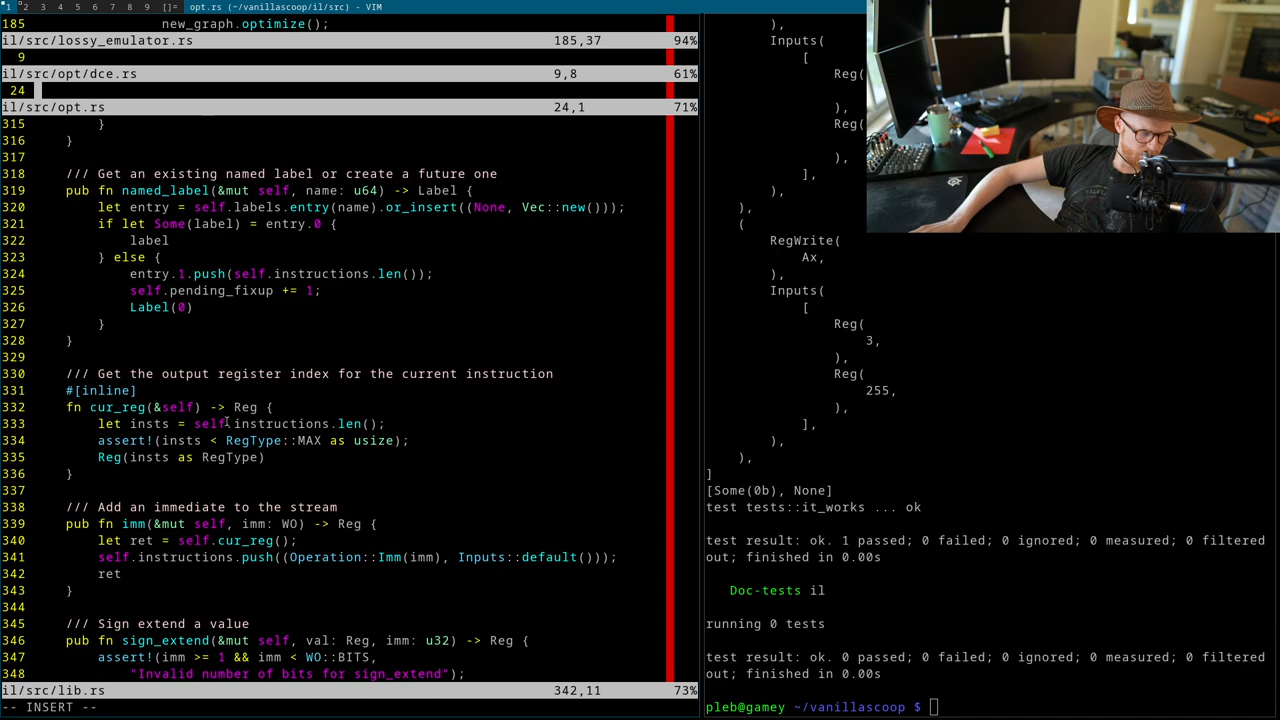 1 2 3 4 5 6 7 8 9 []= opt.rs (~/vanillascoop/il/src) - VIM
185 new_graph.optimize();
il/src/lossy_emulator.rs 185,37 94%
9
il/src/opt/dce.rs 9,8 61%
24
il/src/opt.rs 24,1 71%
315 }
316 }
317
318 /// Get an existing named label or create a future one
319 pub fn named_label(&mut self, name: u64) -> Label {
320 let entry = self.labels.entry(name).or_insert((None, Vec::new()));
321 if let Some(label) = entry.0 {
322 label
323 } else {
324 entry.1.push(self.instructions.len());
325 self.pending_fixup += 1;
326 Label(0)
327 }
328 }
329
330 /// Get the output register index for the current instruction
331 #[inline]
332 fn cur_reg(&self) -> Reg {
333 let insts = self.instructions.len();
334 assert!(insts < RegType::MAX as usize);
335 Reg(insts as RegType)
336 }
337
338 /// Add an immediate to the stream
339 pub fn imm(&mut self, imm: WO) -> Reg {
340 let ret = self.cur_reg();
341 self.instructions.push((Operation::Imm(imm), Inputs::default()));
342 ret
343 }
344
345 /// Sign extend a value
346 pub fn sign_extend(&mut self, val: Reg, imm: u32) -> Reg {
347 assert!(imm >= 1 && imm < WO::BITS,
348 "Invalid number of bits for sign_extend");
il/src/lib.rs 342,11 73%
-- INSERT --
),
Inputs(
[
Reg(
),
Reg(
),
],
),
),
(
RegWrite(
Ax,
),
Inputs(
[
Reg(
3,
),
Reg(
255,
),
],
),
),
]
[Some(0b), None]
test tests::it_works ... ok
test result: ok. 1 passed; 0 failed; 0 ignored; 0 measured; 0 filtered
out; finished in 0.00s
Doc-tests il
running 0 tests
test result: ok. 0 passed; 0 failed; 0 ignored; 0 measured; 0 filtered
out; finished in 0.00s
pleb@gamey ~/vanillascoop $